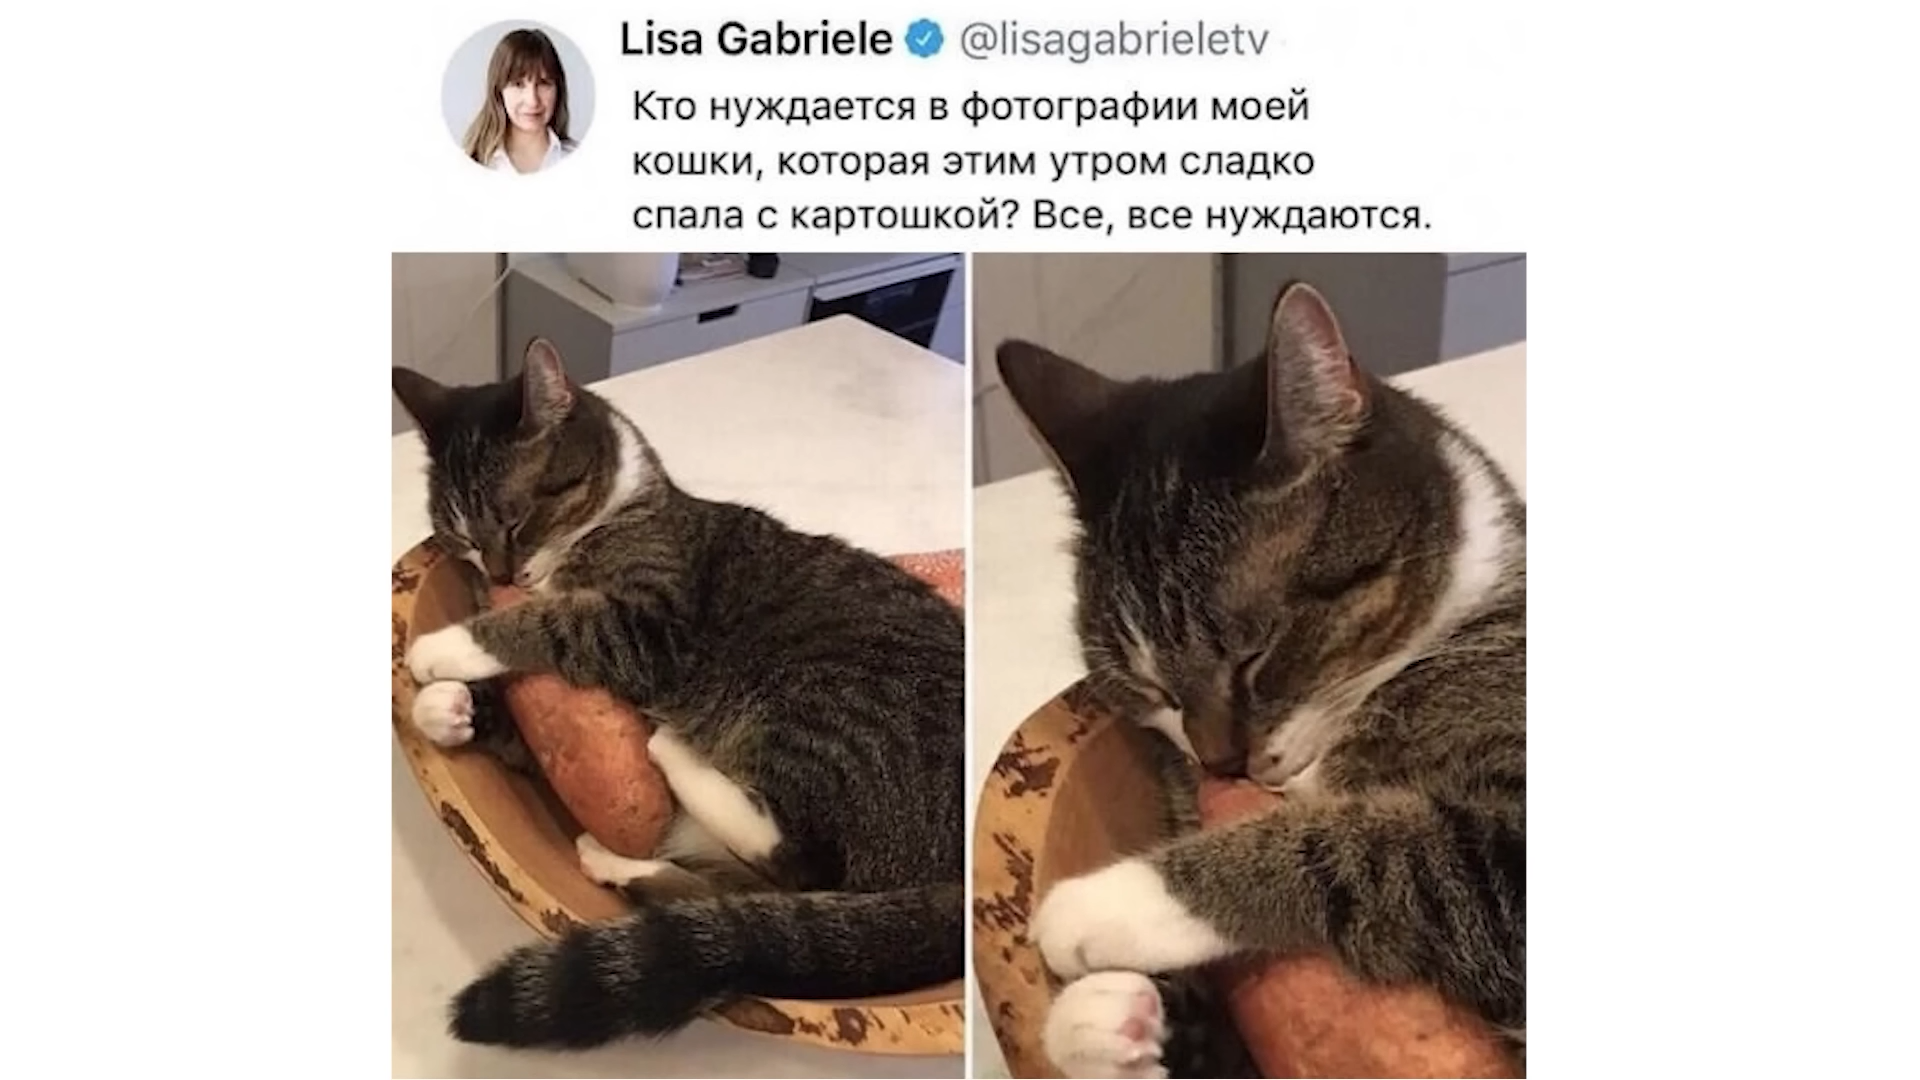 Lisa Gabriele @lisagabrieletv
Кто нуждается в фотографии моей
кошки, которая этим утром сладко
спала с картошкой? Все, все нуждаются.